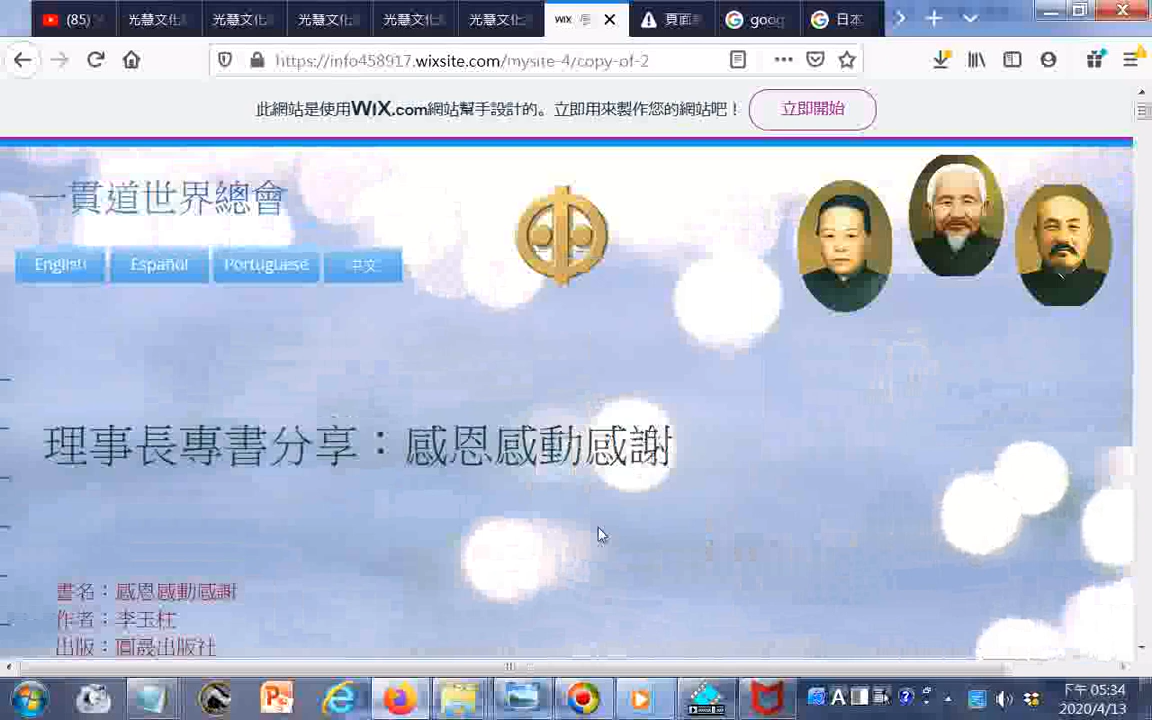 (85)
光慧文化
光慧文化
光慧文化
光慧文化
光慧文化
WIX
頁面
goog
日本
https://info458917.wixsite.com/mysite-4/copy-of-2
此網站是使用WIX.com網站幫手設計的。立即用來製作您的網站吧！
立即開始
一貫道世界總會
English
Español
Portuguese
中文
理事長專書分享：感恩感動感謝
書名：感恩感動感謝
作者：李玉柱
出版：圓晟出版社
A
下午 05:34
2020/4/13